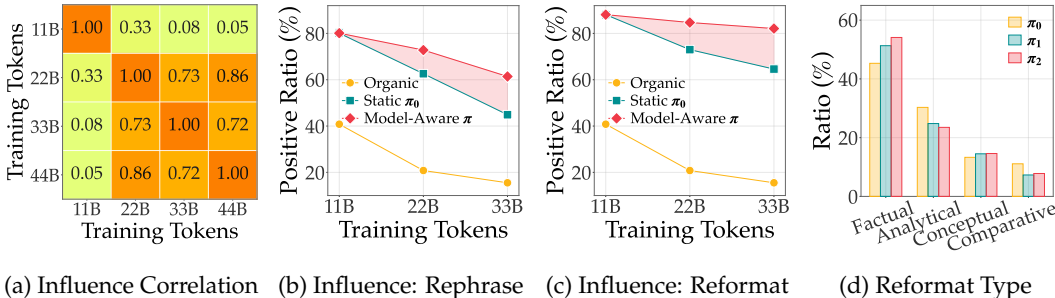 Training Tokens
11B
22B
33B
44B
1.00 0.33 0.08 0.05
0.33 1.00 0.73 0.86
0.08 0.73 1.00 0.72
0.05 0.86 0.72 1.00
11B 22B 33B 44B
Training Tokens
(a) Influence Correlation
Positive Ratio (%)
80
60
40
20
Organic
Static π0
Model-Aware π
11B 22B 33B
Training Tokens
(b) Influence: Rephrase
Positive Ratio (%)
80
60
40
20
Organic
Static π0
Model-Aware π
11B 22B 33B
Training Tokens
(c) Influence: Reformat
Ratio (%)
60
40
20
0
π0
π1
π2
Factual
Analytical
Conceptual
Comparative
(d) Reformat Type